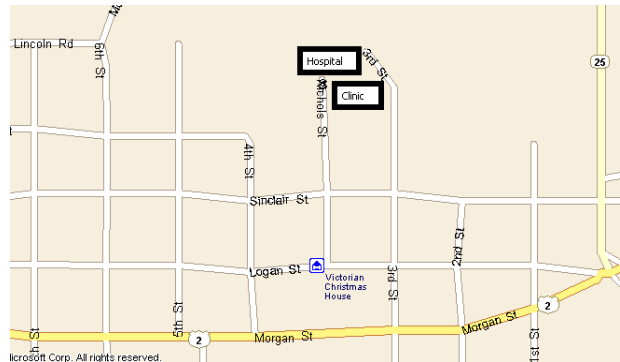 Lincoln Rd
6th St
Hospital
3rd St
25
Clinic
Nichols St
5th St
4th St
Sinclair St
2nd St
Logan St
Victorian
Christmas
House
3rd St
2
Morgan St
2
Morgan St
1st St
icrosoft Corp. All rights reserved.